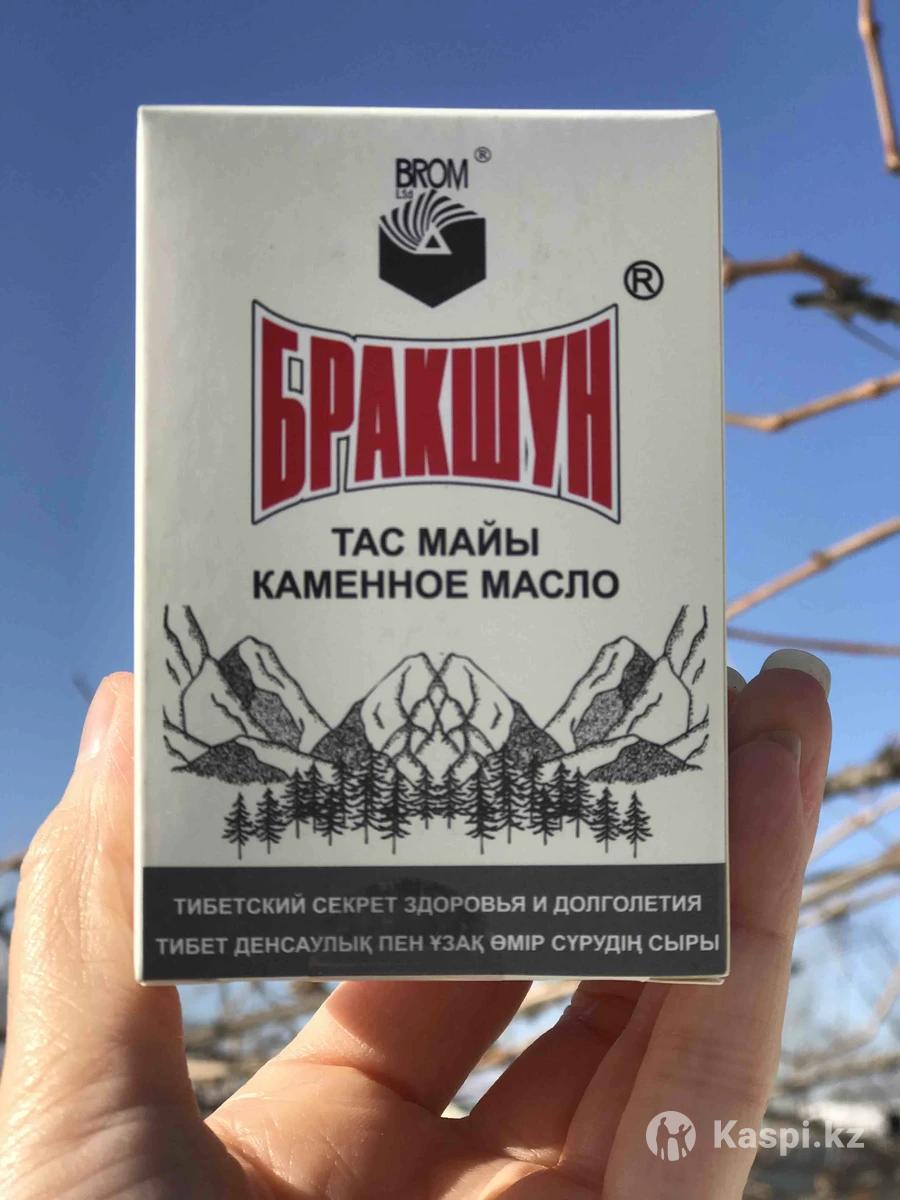 BROM ®
Ltd
®
БРАКШУН
ТАС МАЙЫ
КАМЕННОЕ МАСЛО
ТИБЕТСКИЙ СЕКРЕТ ЗДОРОВЬЯ И ДОЛГОЛЕТИЯ
ТИБЕТ ДЕНСАУЛЫҚ ПЕН ҰЗАҚ ӨМІР СҮРУДІҢ СЫРЫ
Kaspi.kz